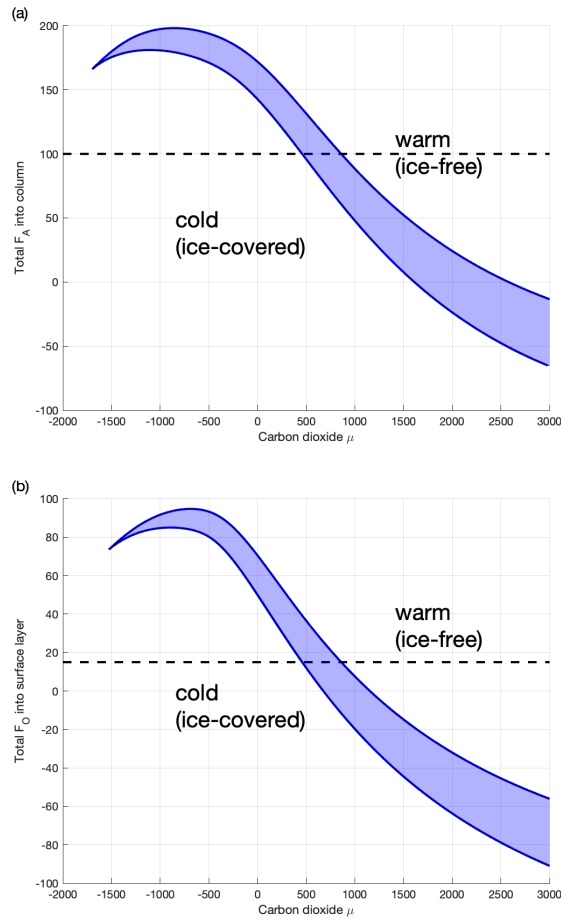 (a)
200
150
100
50
0
-50
-100
Total F_A into column
warm
(ice-free)
cold
(ice-covered)
-2000 -1500 -1000 -500 0 500 1000 1500 2000 2500 3000
Carbon dioxide μ
(b)
100
80
60
40
20
0
-20
-40
-60
-80
-100
Total F_O into surface layer
warm
(ice-free)
cold
(ice-covered)
-2000 -1500 -1000 -500 0 500 1000 1500 2000 2500 3000
Carbon dioxide μ